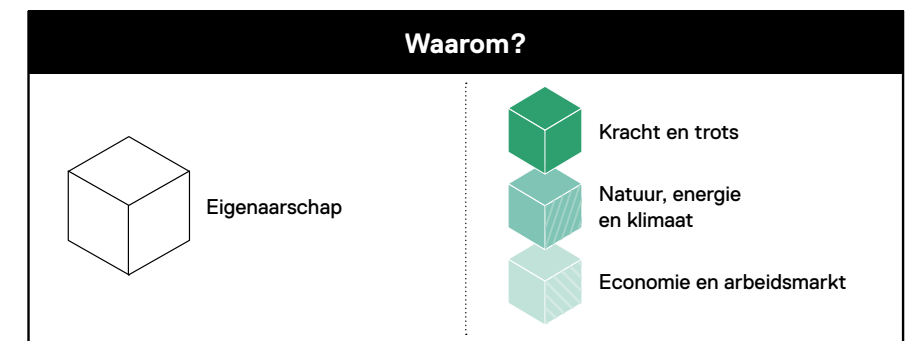 Waarom?
Eigenaarschap
Kracht en trots
Natuur, energie
en klimaat
Economie en arbeidsmarkt